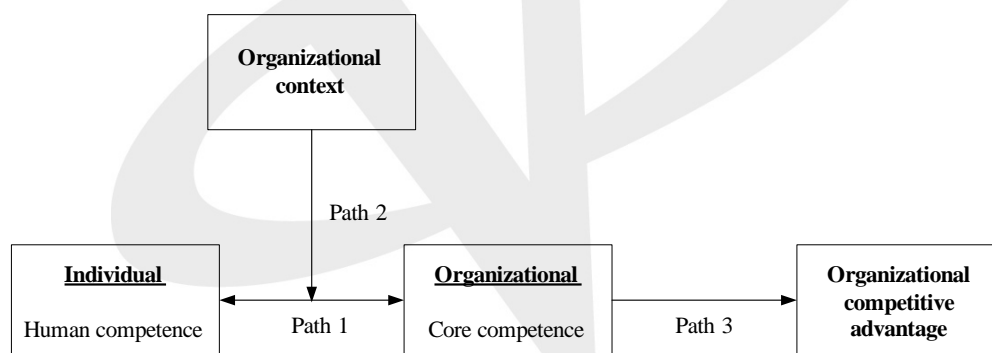 Organizational
context
Path 2
Individual
Human competence
Path 1
Organizational
Core competence
Path 3
Organizational
competitive
advantage